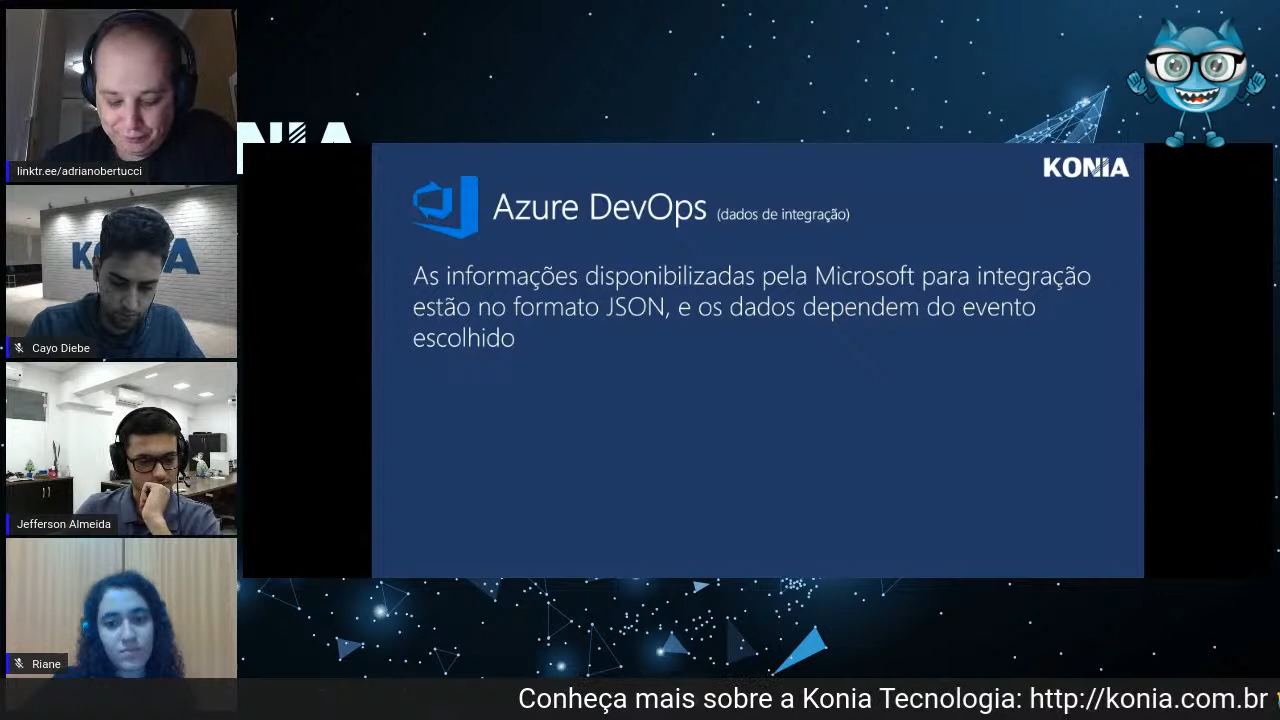 linktr.ee/adrianobertucci
Cayo Diebe
Jefferson Almeida
Riane
KONIA
Azure DevOps (dados de integração)
As informações disponibilizadas pela Microsoft para integração
estão no formato JSON, e os dados dependem do evento
escolhido
Conheça mais sobre a Konia Tecnologia: http://konia.com.br